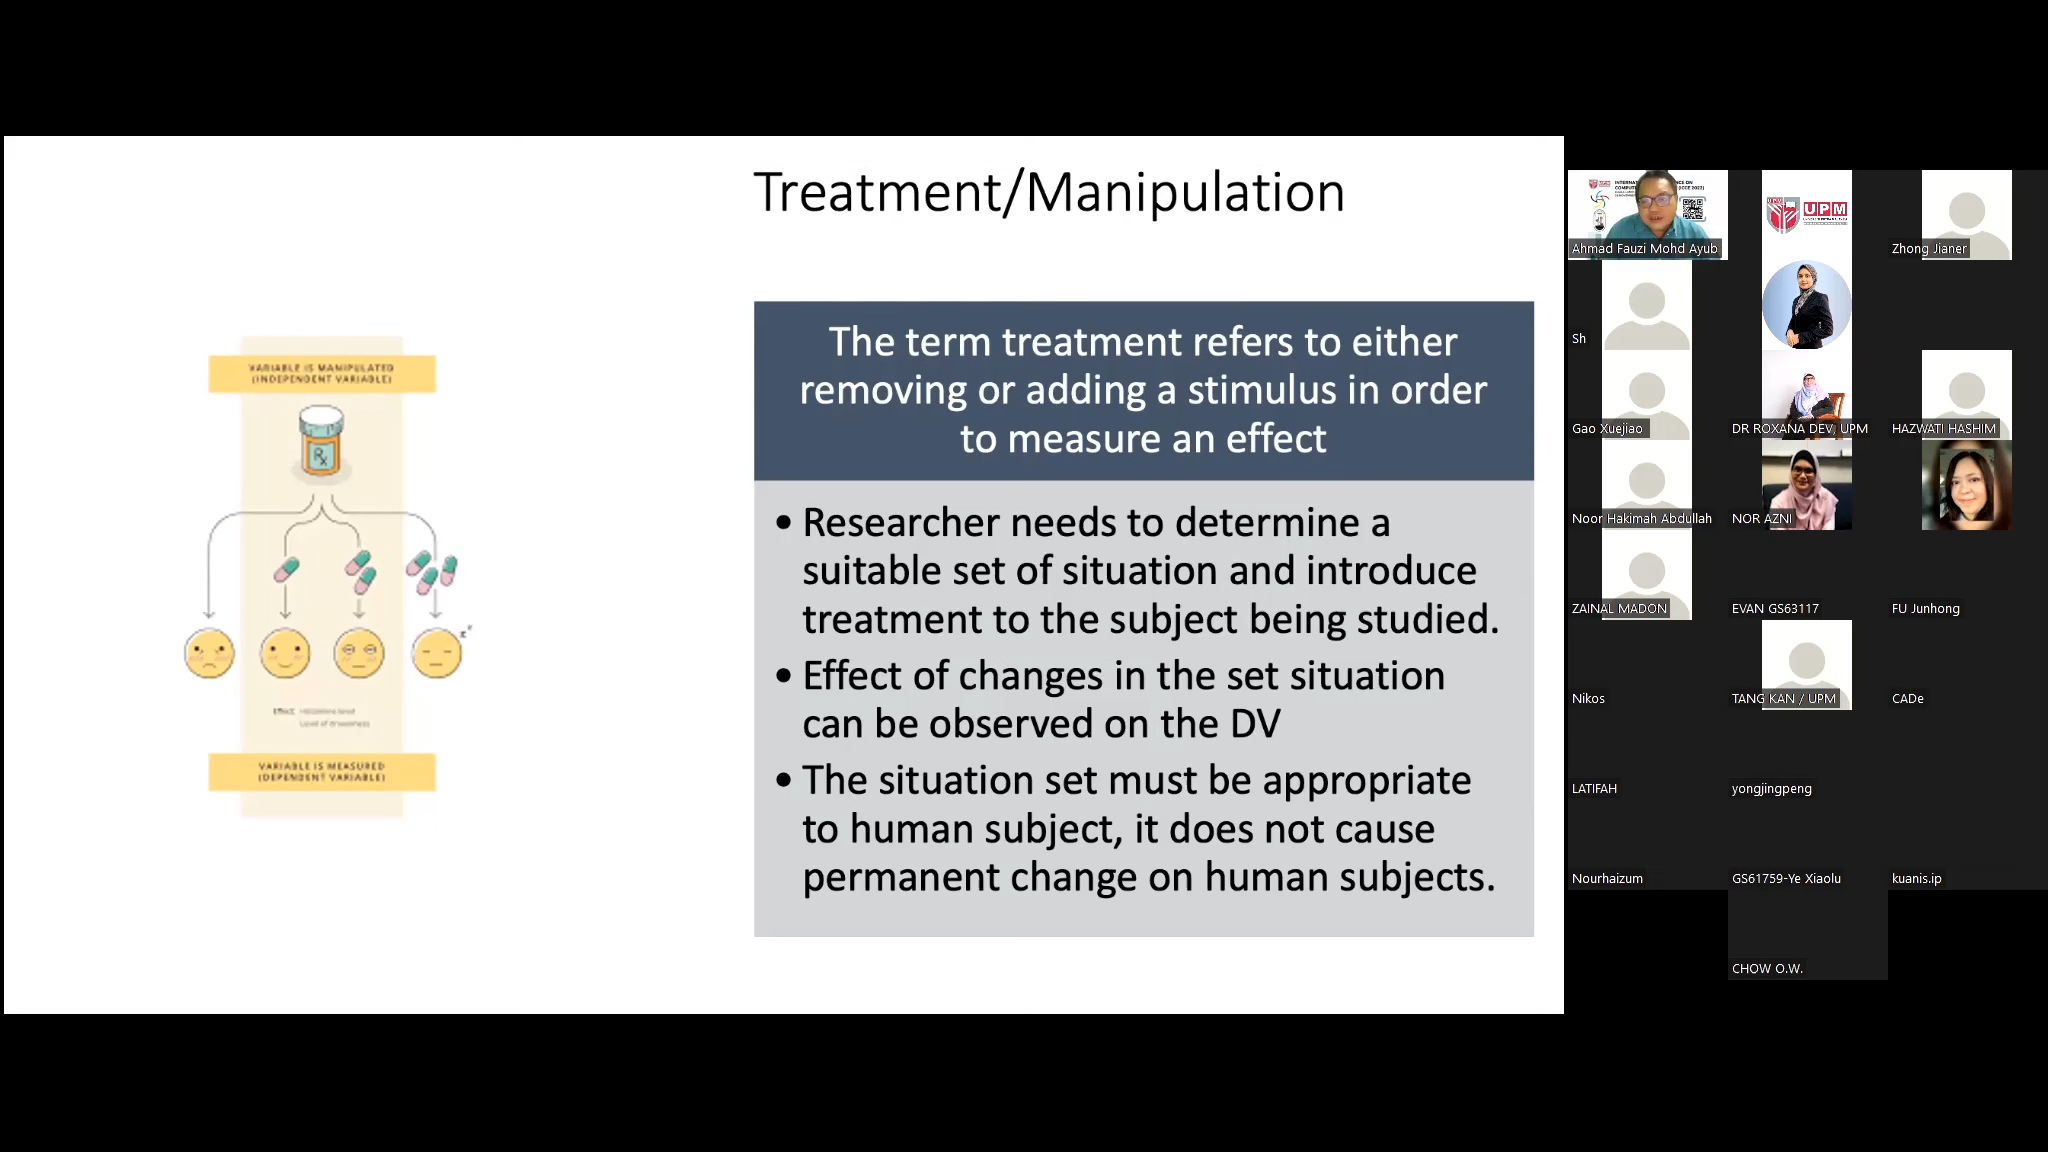 Treatment/Manipulation
VARIABLE IS MANIPULATED
(INDEPENDENT VARIABLE)
Rx
Effect:
Level of drowsiness
VARIABLE IS MEASURED
(DEPENDENT VARIABLE)
The term treatment refers to either
removing or adding a stimulus in order
to measure an effect
• Researcher needs to determine a
suitable set of situation and introduce
treatment to the subject being studied.
• Effect of changes in the set situation
can be observed on the DV
• The situation set must be appropriate
to human subject, it does not cause
permanent change on human subjects.
Ahmad Fauzi Mohd Ayub
UPM
Zhong Jianer
Sh
Gao Xuejiao
DR ROXANA DEV, UPM
HAZWATI HASHIM
Noor Hakimah Abdullah
NOR AZNI
ZAINAL MADON
EVAN GS63117
FU Junhong
Nikos
TANG KAN / UPM
CADe
LATIFAH
yongjingpeng
Nourhaizum
GS61759-Ye Xiaolu
kuanis.ip
CHOW O.W.